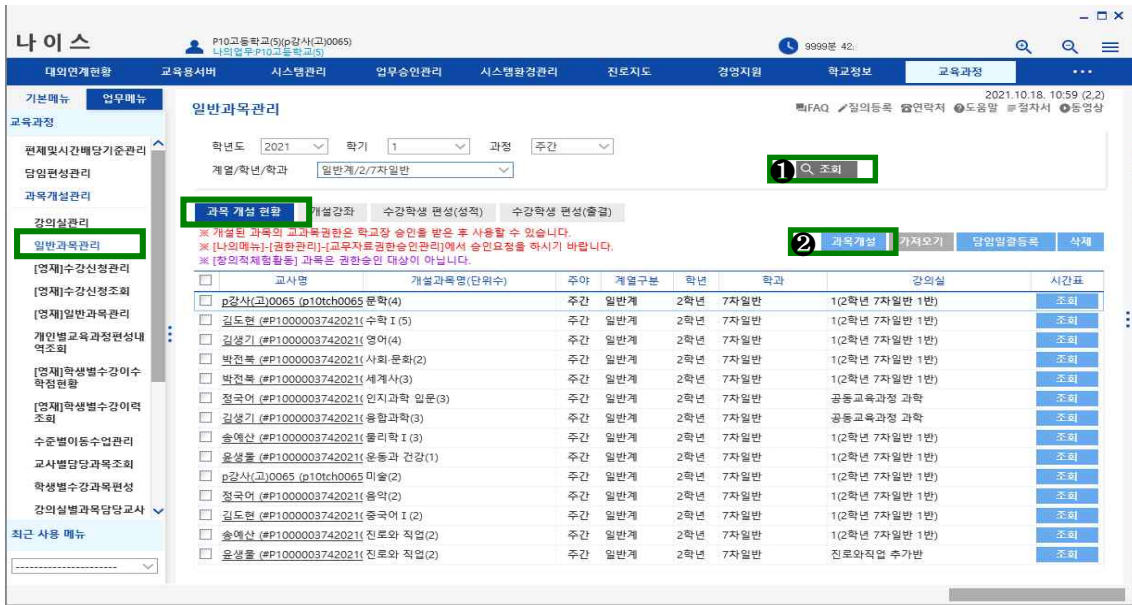 나이스
P10고등학교(5)(p강사(고)0065)
나의업무:P10고등학교(5)
9999분 42
대외연계현황 교육용서버 시스템관리 업무승인관리 시스템환경관리 진로지도 경영지원 학교정보 교육과정 ...
기본메뉴 업무메뉴
2021.10.18. 10:59 (2,2)
일반과목관리
FAQ 질의등록 연락처 도움말 절차서 동영상
교육과정
편제및시간배당기준관리
담임편성관리
과목개설관리
강의실관리
일반과목관리
[영재]수강신청관리
[영재]수강신청조회
[영재]일반과목관리
개인별교육과정편성내
역조회
[영재]학생별수강이수
학점현황
[영재]학생별수강이력
조회
수준별이동수업관리
교사별담당과목조회
학생별수강과목편성
강의실별과목담당교사
최근 사용 메뉴
----------------------
학년도 2021 학기 1 과정 주간
계열/학년/학과 일반계/2/7차일반
❶ 조회
과목 개설 현황 개설강좌 수강학생 편성(성적) 수강학생 편성(출결)
※ 개설된 과목의 교과목권한은 학교장 승인을 받은 후 사용할 수 있습니다.
※ [나의메뉴]-[권한관리]-[교무자료권한승인관리]에서 승인요청을 하시기 바랍니다.
※ [창의적체험활동] 과목은 권한승인 대상이 아닙니다.
❷ 과목개설 가져오기 담임일괄등록 삭제
교사명 개설과목명(단위수) 주야 계열구분 학년 학과 강의실 시간표
p강사(고)0065 (p10tch0065 문학(4) 주간 일반계 2학년 7차일반 1(2학년 7차일반 1반) 조회
김도현 (#P1000003742021( 수학 I (5) 주간 일반계 2학년 7차일반 1(2학년 7차일반 1반) 조회
김생기 (#P1000003742021( 영어(4) 주간 일반계 2학년 7차일반 1(2학년 7차일반 1반) 조회
박전북 (#P1000003742021( 사회·문화(2) 주간 일반계 2학년 7차일반 1(2학년 7차일반 1반) 조회
박전북 (#P1000003742021( 세계사(3) 주간 일반계 2학년 7차일반 1(2학년 7차일반 1반) 조회
정국어 (#P1000003742021( 인지과학 입문(3) 주간 일반계 2학년 7차일반 공동교육과정 과학 조회
김생기 (#P1000003742021( 융합과학(3) 주간 일반계 2학년 7차일반 공동교육과정 과학 조회
송예산 (#P1000003742021( 물리학 I (3) 주간 일반계 2학년 7차일반 1(2학년 7차일반 1반) 조회
윤생물 (#P1000003742021( 운동과 건강(1) 주간 일반계 2학년 7차일반 1(2학년 7차일반 1반) 조회
p강사(고)0065 (p10tch0065 미술(2) 주간 일반계 2학년 7차일반 1(2학년 7차일반 1반) 조회
정국어 (#P1000003742021( 음악(2) 주간 일반계 2학년 7차일반 1(2학년 7차일반 1반) 조회
김도현 (#P1000003742021( 중국어 I (2) 주간 일반계 2학년 7차일반 1(2학년 7차일반 1반) 조회
송예산 (#P1000003742021( 진로와 직업(2) 주간 일반계 2학년 7차일반 1(2학년 7차일반 1반) 조회
윤생물 (#P1000003742021( 진로와 직업(2) 주간 일반계 2학년 7차일반 진로와직업 추가반 조회